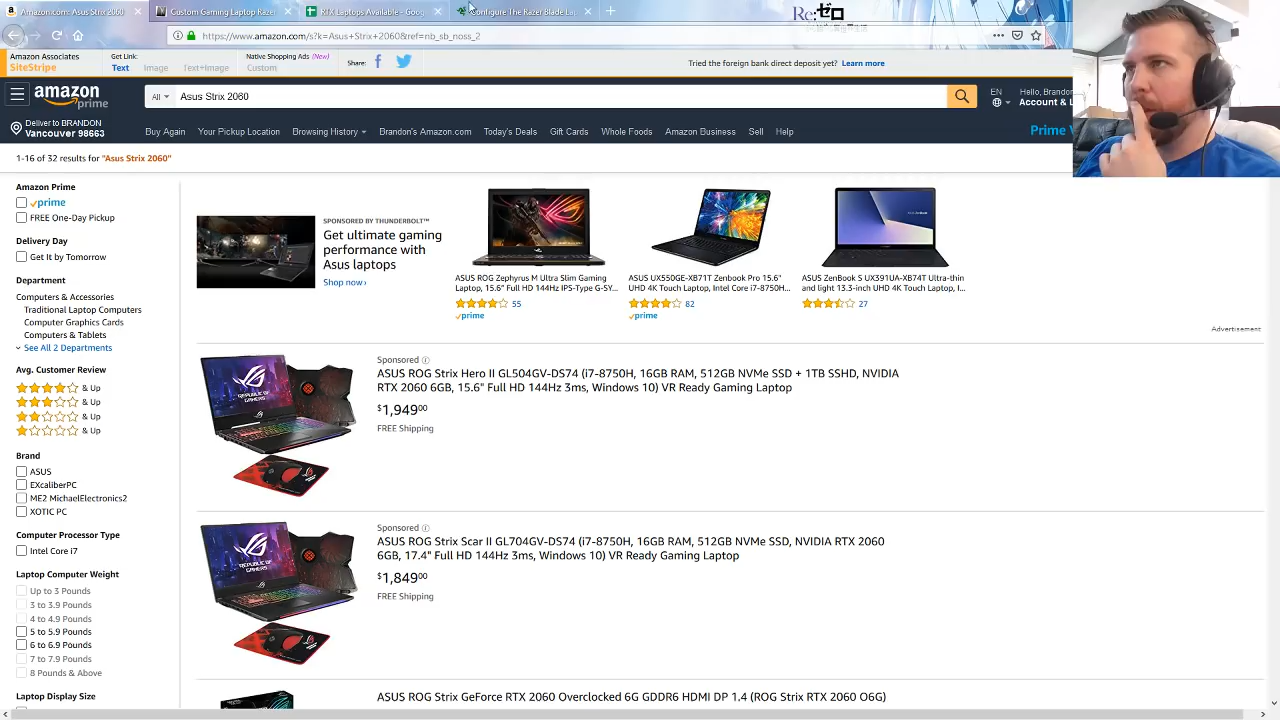 Amazon.com: Asus Strix 2060
Custom Gaming Laptop Razer
RTX Laptops Available - Goog
Configure The Razer Blade
Re:ゼロ
https://www.amazon.com/s?k=Asus+Strix+2060&ref=nb_sb_noss_2
Amazon Associates
SiteStripe
Get Link:
Text
Image
Text+Image
Native Shopping Ads (New)
Custom
Share:
Tried the foreign bank direct deposit yet? Learn more
amazon
prime
All
Asus Strix 2060
EN
Hello, Brandon
Account & L
Deliver to BRANDON
Vancouver 98663
Buy Again
Your Pickup Location
Browsing History
Brandon's Amazon.com
Today's Deals
Gift Cards
Whole Foods
Amazon Business
Sell
Help
Prime V
1-16 of 32 results for "Asus Strix 2060"
Amazon Prime
prime
FREE One-Day Pickup
Delivery Day
Get It by Tomorrow
Department
Computers & Accessories
Traditional Laptop Computers
Computer Graphics Cards
Computers & Tablets
See All 2 Departments
Avg. Customer Review
& Up
& Up
& Up
& Up
Brand
ASUS
EXcaliberPC
ME2 MichaelElectronics2
XOTIC PC
Computer Processor Type
Intel Core i7
Laptop Computer Weight
Up to 3 Pounds
3 to 3.9 Pounds
4 to 4.9 Pounds
5 to 5.9 Pounds
6 to 6.9 Pounds
7 to 7.9 Pounds
8 Pounds & Above
Laptop Display Size
SPONSORED BY THUNDERBOLT™
Get ultimate gaming
performance with
Asus laptops
Shop now ›
ASUS ROG Zephyrus M Ultra Slim Gaming
Laptop, 15.6" Full HD 144Hz IPS-Type G-SY...
55
prime
ASUS UX550GE-XB71T Zenbook Pro 15.6"
UHD 4K Touch Laptop, Intel Core i7-8750H...
82
prime
ASUS ZenBook S UX391UA-XB74T Ultra-thin
and light 13.3-inch UHD 4K Touch Laptop, I...
27
Advertisement
Sponsored
ASUS ROG Strix Hero II GL504GV-DS74 (i7-8750H, 16GB RAM, 512GB NVMe SSD + 1TB SSHD, NVIDIA
RTX 2060 6GB, 15.6" Full HD 144Hz 3ms, Windows 10) VR Ready Gaming Laptop
$1,94900
FREE Shipping
REPUBLIC OF
GAMERS
Sponsored
ASUS ROG Strix Scar II GL704GV-DS74 (i7-8750H, 16GB RAM, 512GB NVMe SSD, NVIDIA RTX 2060
6GB, 17.4" Full HD 144Hz 3ms, Windows 10) VR Ready Gaming Laptop
$1,84900
FREE Shipping
REPUBLIC OF
GAMERS
ASUS ROG Strix GeForce RTX 2060 Overclocked 6G GDDR6 HDMI DP 1.4 (ROG Strix RTX 2060 O6G)